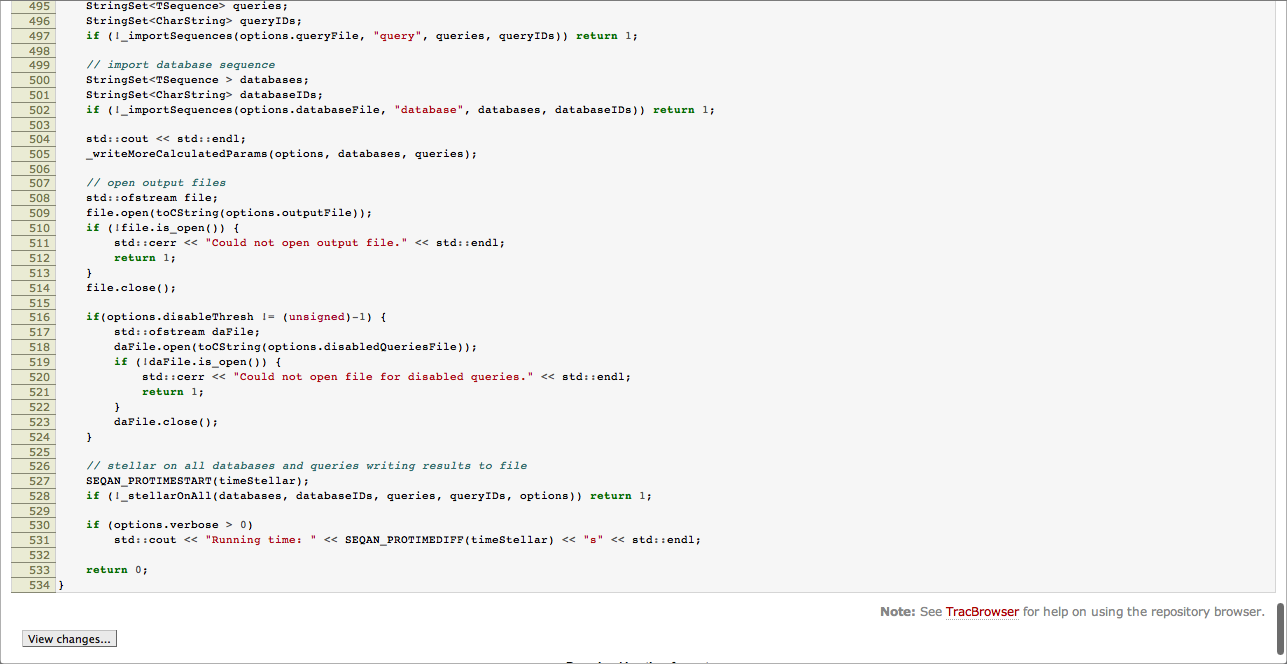 495 StringSet<TSequence> queries;
496 StringSet<CharString> queryIDs;
497 if (!_importSequences(options.queryFile, "query", queries, queryIDs)) return 1;
498
499 // import database sequence
500 StringSet<TSequence > databases;
501 StringSet<CharString> databaseIDs;
502 if (!_importSequences(options.databaseFile, "database", databases, databaseIDs)) return 1;
503
504 std::cout << std::endl;
505 _writeMoreCalculatedParams(options, databases, queries);
506
507 // open output files
508 std::ofstream file;
509 file.open(toCString(options.outputFile));
510 if (!file.is_open()) {
511 std::cerr << "Could not open output file." << std::endl;
512 return 1;
513 }
514 file.close();
515
516 if(options.disableThresh != (unsigned)-1) {
517 std::ofstream daFile;
518 daFile.open(toCString(options.disabledQueriesFile));
519 if (!daFile.is_open()) {
520 std::cerr << "Could not open file for disabled queries." << std::endl;
521 return 1;
522 }
523 daFile.close();
524 }
525
526 // stellar on all databases and queries writing results to file
527 SEQAN_PROTIMESTART(timeStellar);
528 if (!_stellarOnAll(databases, databaseIDs, queries, queryIDs, options)) return 1;
529
530 if (options.verbose > 0)
531 std::cout << "Running time: " << SEQAN_PROTIMEDIFF(timeStellar) << "s" << std::endl;
532
533 return 0;
534 }
Note: See TracBrowser for help on using the repository browser.
View changes...